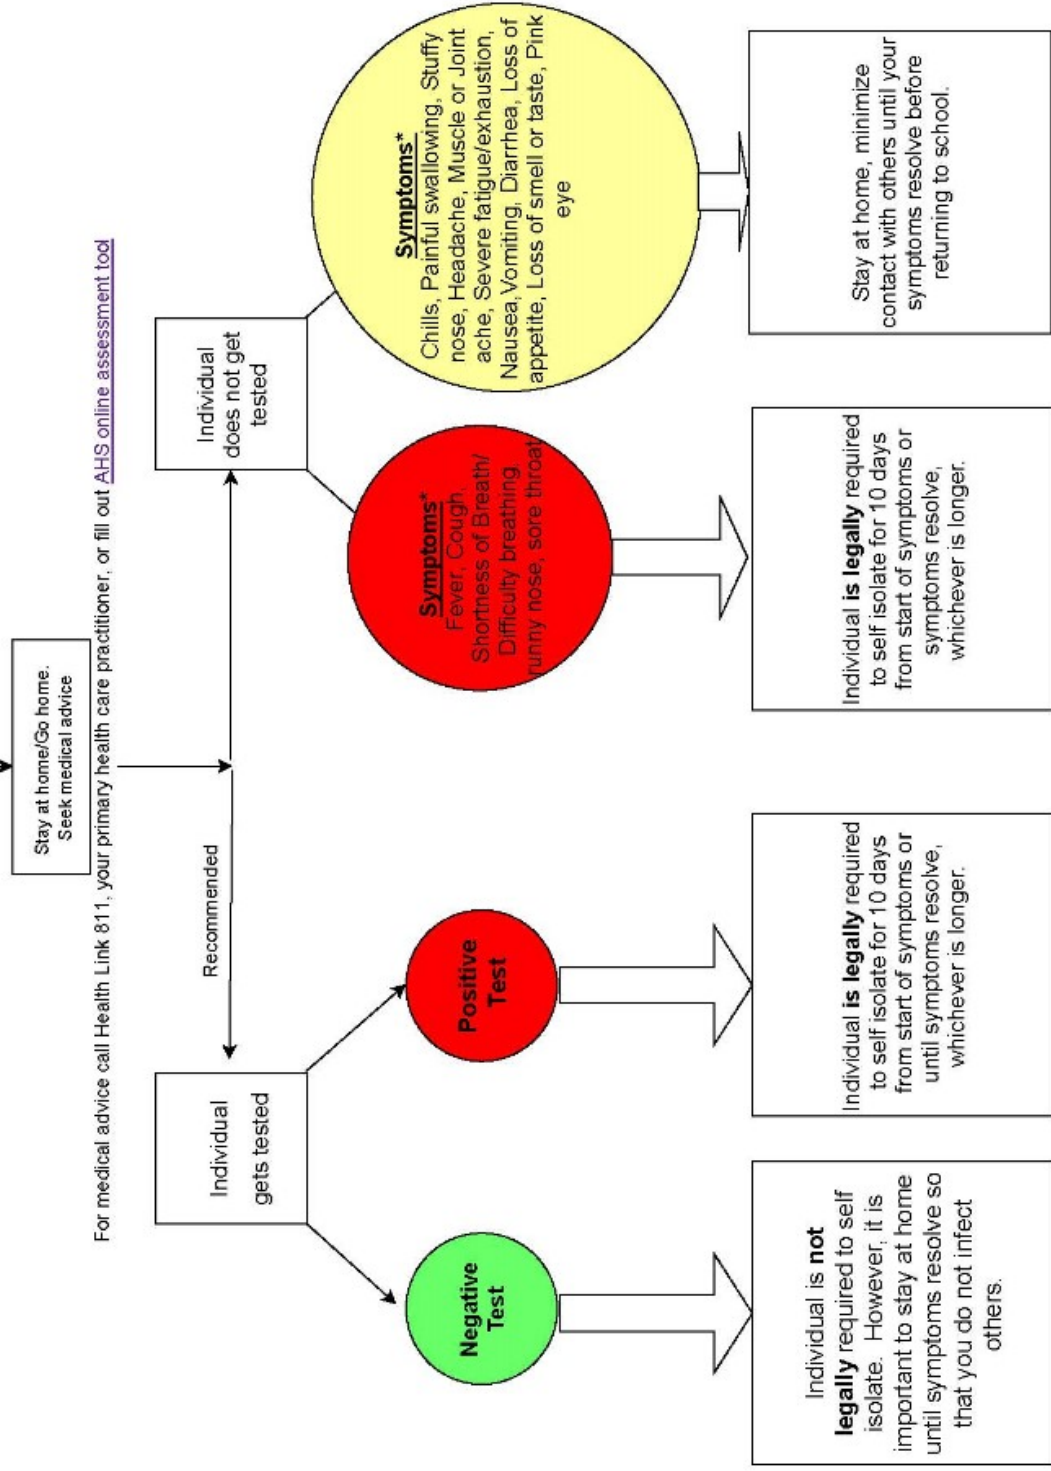 Stay at home/Go home.
Seek medical advice
For medical advice call Health Link 811, your primary health care practitioner, or fill out AHS online assessment tool
Recommended
Individual
gets tested
Individual
does not get
tested
Negative
Test
Positive
Test
Symptoms*
Fever, Cough,
Shortness of Breath/
Difficulty breathing.
runny nose, sore throat
Symptoms*
Chills, Painful swallowing, Stuffy
nose, Headache, Muscle or Joint
ache, Severe fatigue/exhaustion,
Nausea, Vomiting, Diarrhea, Loss of
appetite, Loss of smell or taste, Pink
eye
Individual is not
legally required to self
isolate. However, it is
important to stay at home
until symptoms resolve so
that you do not infect
others.
Individual is legally required
to self isolate for 10 days
from start of symptoms or
until symptoms resolve,
whichever is longer.
Individual is legally required
to self isolate for 10 days
from start of symptoms or
symptoms resolve,
whichever is longer.
Stay at home, minimize
contact with others until your
symptoms resolve before
returning to school.